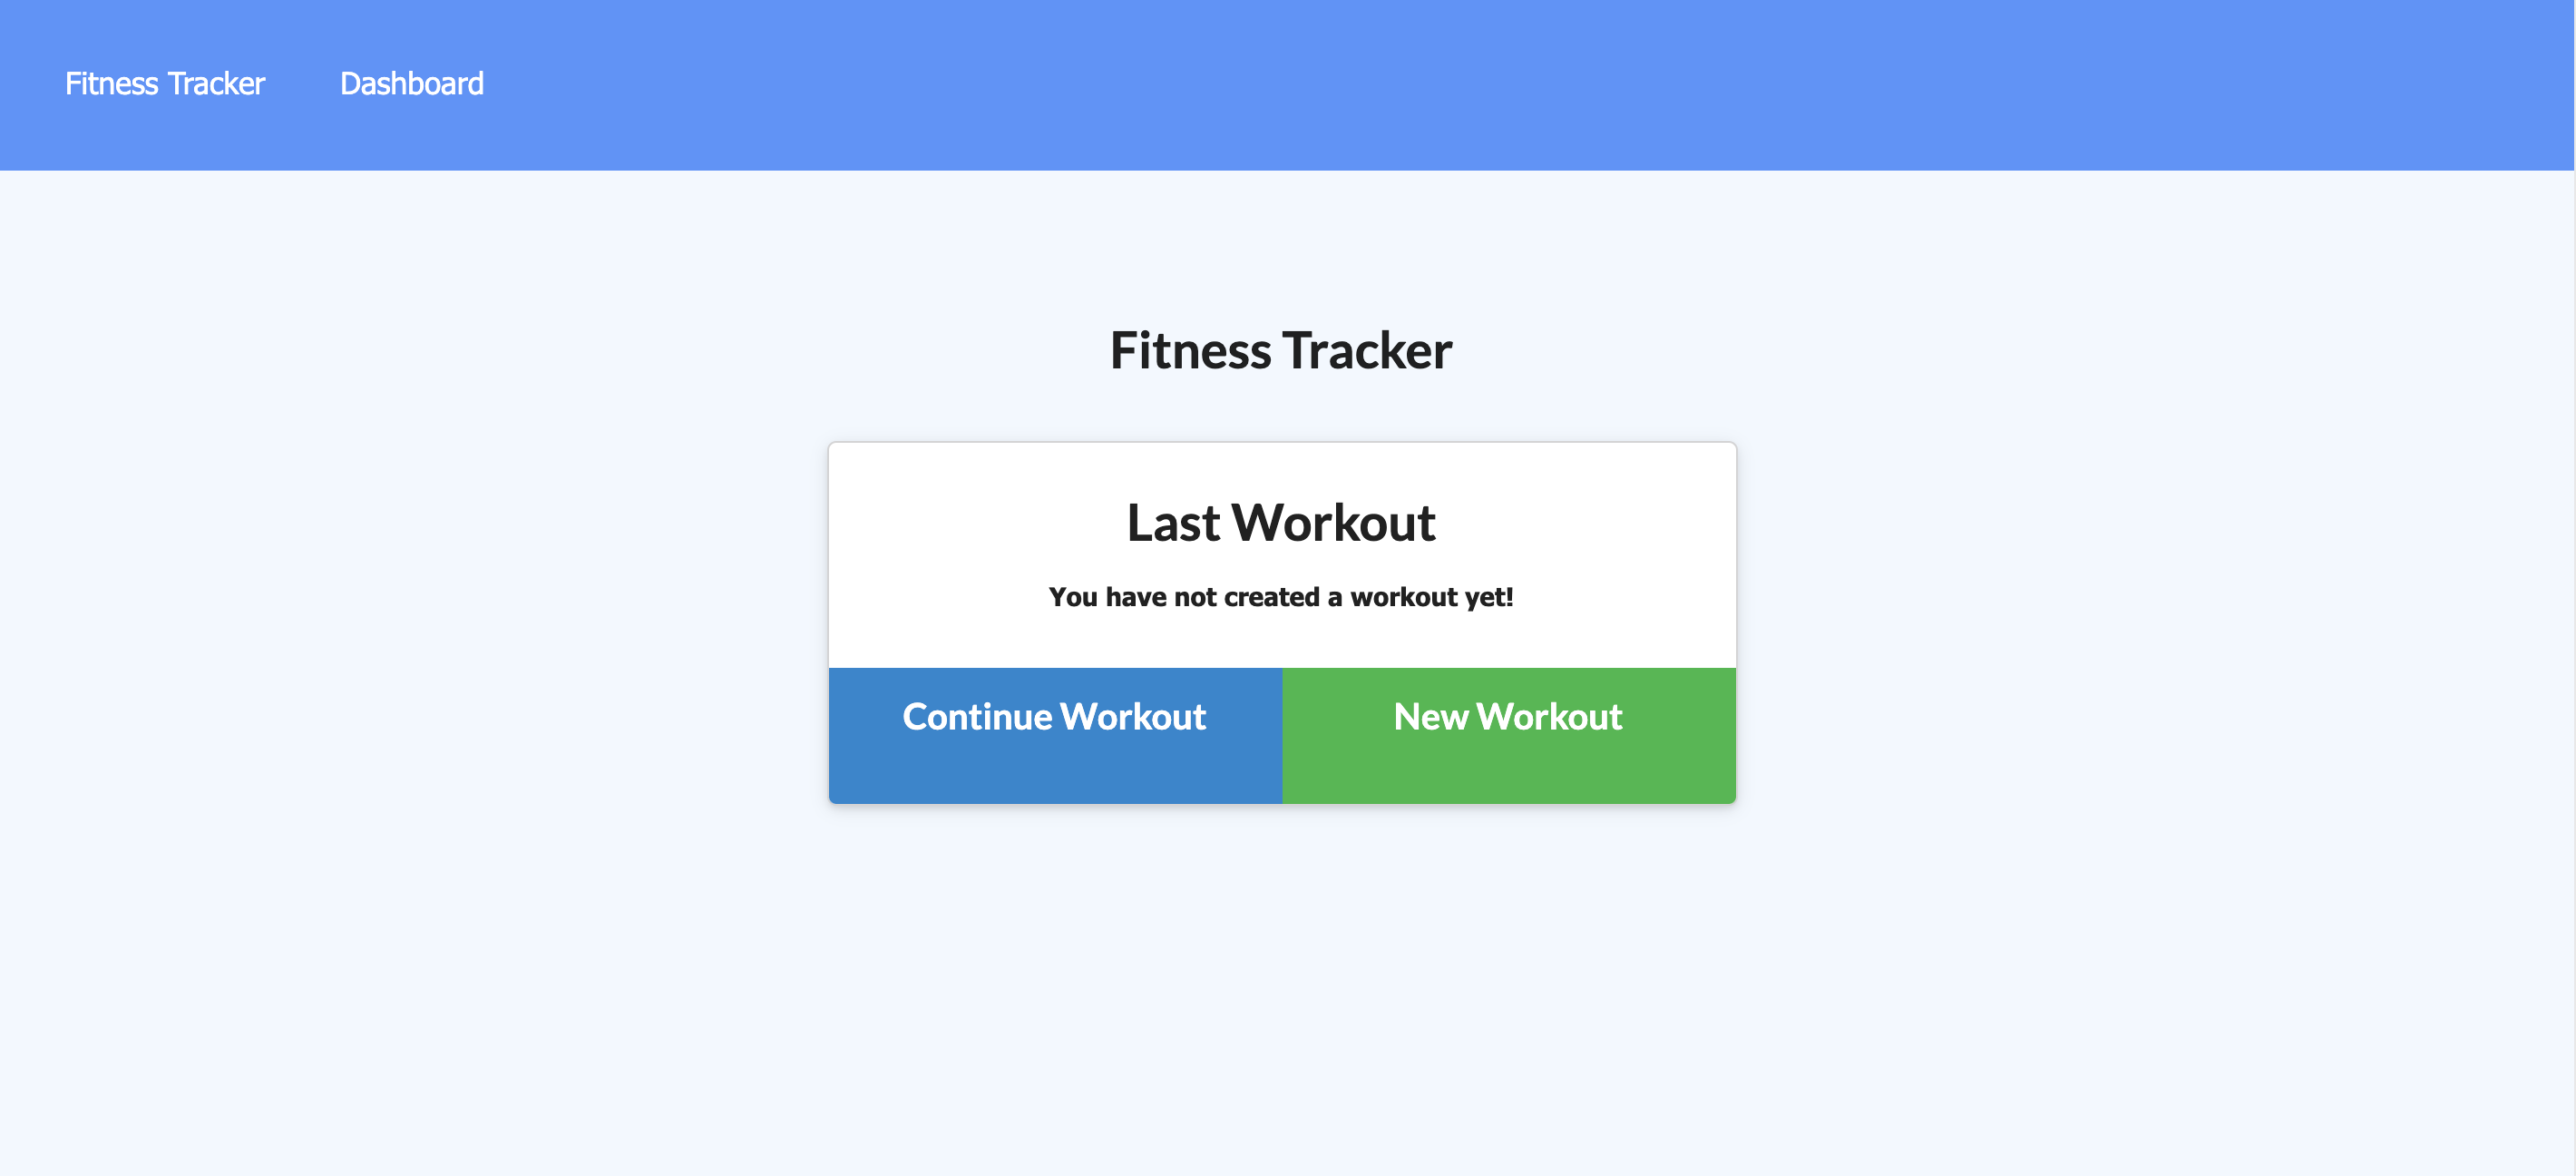 Fitness Tracker Dashboard
Fitness Tracker
Last Workout
You have not created a workout yet!
Continue Workout New Workout